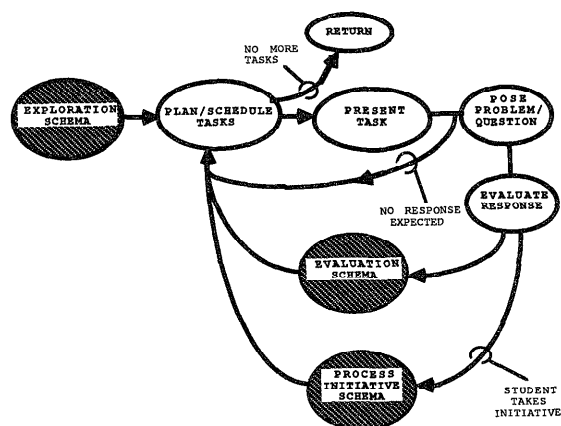 RETURN
NO MORE
TASKS
EXPLORATION
SCHEMA
PLAN/SCHEDULE
TASKS
PRESENT
TASK
POSE
PROBLEM/
QUESTION
NO RESPONSE
EXPECTED
EVALUATE
RESPONSE
EVALUATION
SCHEMA
PROCESS
INITIATIVE
SCHEMA
STUDENT
TAKES
INITIATIVE